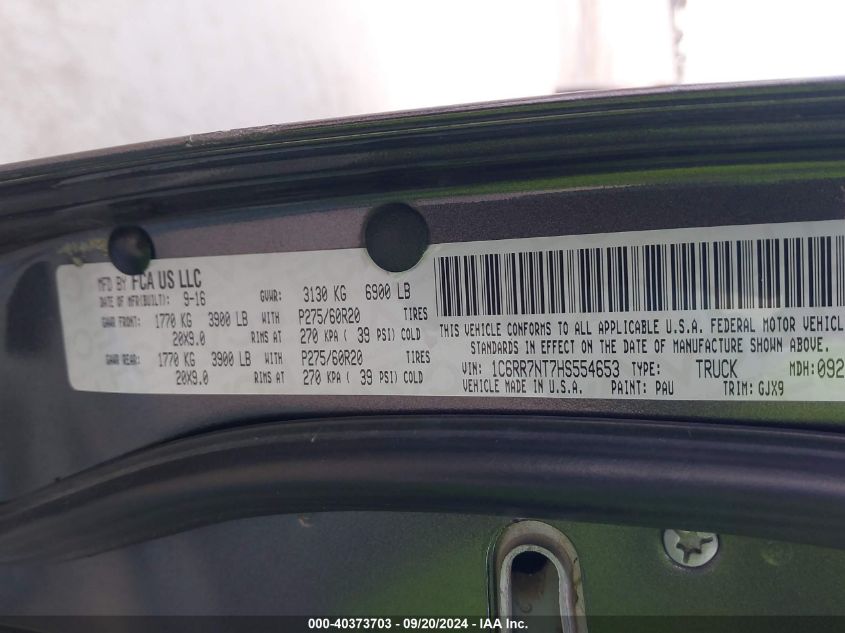 MFD BY FCA US LLC
DATE OF MFR(BUILT): 9-16 GVWR: 3130 KG 6900 LB
GAWR FRONT: 1770 KG 3900 LB WITH P275/60R20 TIRES
20X9.0 RIMS AT 270 KPA ( 39 PSI) COLD
GAWR REAR: 1770 KG 3900 LB WITH P275/60R20 TIRES
20X9.0 RIMS AT 270 KPA ( 39 PSI) COLD
THIS VEHICLE CONFORMS TO ALL APPLICABLE U.S.A. FEDERAL MOTOR VEHICL
STANDARDS IN EFFECT ON THE DATE OF MANUFACTURE SHOWN ABOVE.
VIN: 1C6RR7NT7HS554653 TYPE: TRUCK MDH:092
VEHICLE MADE IN U.S.A. PAINT: PAU TRIM: GJX9
000-40373703 - 09/20/2024 - IAA Inc.